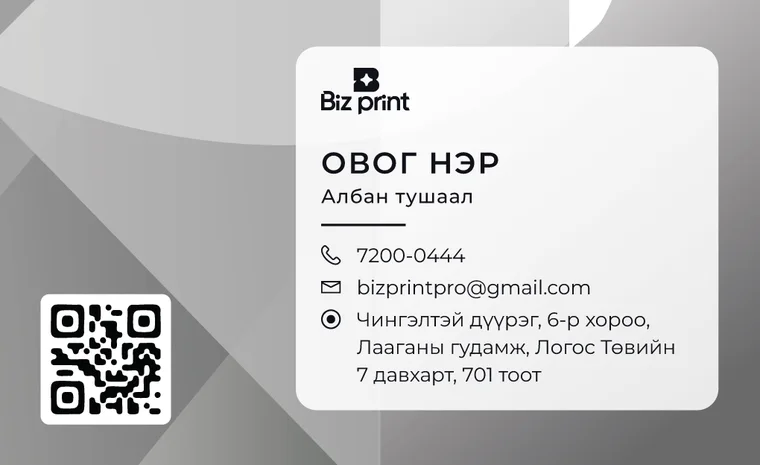 Biz print
ОВОГ НЭР
Албан тушаал
7200-0444
bizprintpro@gmail.com
Чингэлтэй дүүрэг, 6-р хороо,
Лааганы гудамж, Логос Төвийн
7 давхарт, 701 тоот